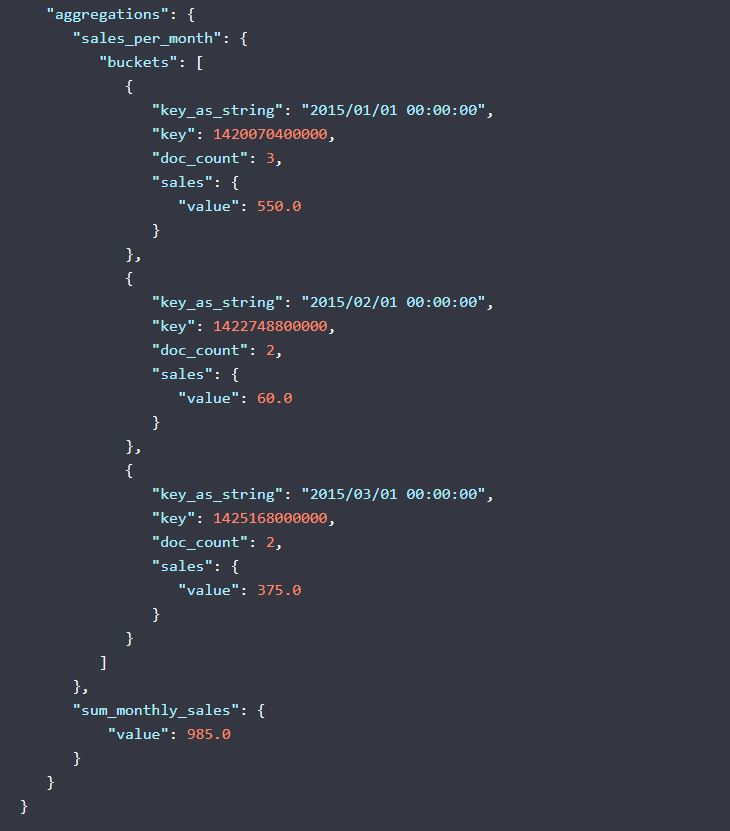 "aggregations": {
"sales_per_month": {
"buckets": [
{
"key_as_string": "2015/01/01 00:00:00",
"key": 1420070400000,
"doc_count": 3,
"sales": {
"value": 550.0
}
},
{
"key_as_string": "2015/02/01 00:00:00",
"key": 1422748800000,
"doc_count": 2,
"sales": {
"value": 60.0
}
},
{
"key_as_string": "2015/03/01 00:00:00",
"key": 1425168000000,
"doc_count": 2,
"sales": {
"value": 375.0
}
}
]
},
"sum_monthly_sales": {
"value": 985.0
}
}
}